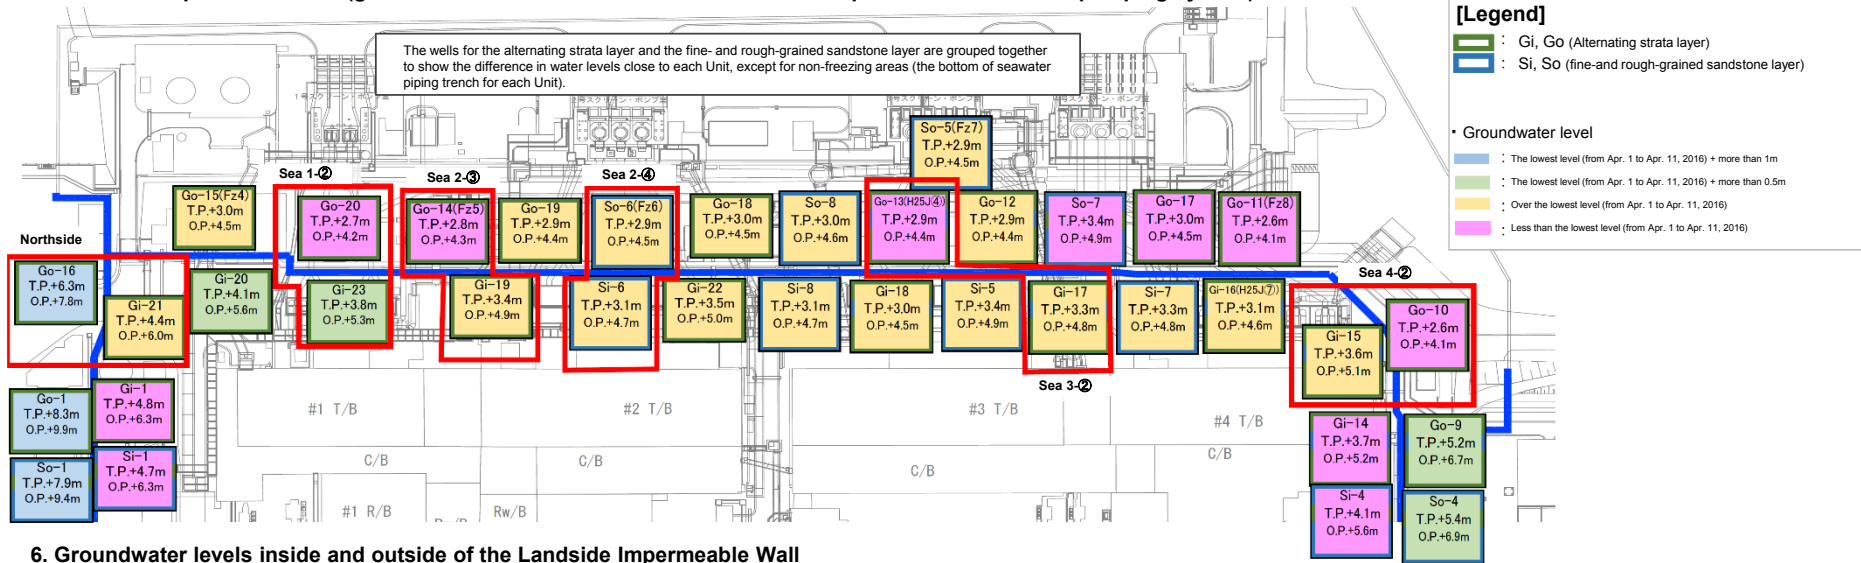 The wells for the alternating strata layer and the fine- and rough-grained sandstone layer are grouped together
to show the difference in water levels close to each Unit, except for non-freezing areas (the bottom of seawater
piping trench for each Unit).
[Legend]
: Gi, Go (Alternating strata layer)
: Si, So (fine-and rough-grained sandstone layer)
・Groundwater level
: The lowest level (from Apr. 1 to Apr. 11, 2016) + more than 1m
: The lowest level (from Apr. 1 to Apr. 11, 2016) + more than 0.5m
: Over the lowest level (from Apr. 1 to Apr. 11, 2016)
: Less than the lowest level (from Apr. 1 to Apr. 11, 2016)
So-5(Fz7)
T.P.+2.9m
O.P.+4.5m
Sea 1-②
Sea 2-③
Sea 2-④
Go-15(Fz4)
T.P.+3.0m
O.P.+4.5m
Go-20
T.P.+2.7m
O.P.+4.2m
Go-14(Fz5)
T.P.+2.8m
O.P.+4.3m
Go-19
T.P.+2.9m
O.P.+4.4m
So-6(Fz6)
T.P.+2.9m
O.P.+4.5m
Go-18
T.P.+3.0m
O.P.+4.5m
So-8
T.P.+3.0m
O.P.+4.6m
Go-13(H25J④)
T.P.+2.9m
O.P.+4.4m
Go-12
T.P.+2.9m
O.P.+4.4m
So-7
T.P.+3.4m
O.P.+4.9m
Go-17
T.P.+3.0m
O.P.+4.5m
Go-11(Fz8)
T.P.+2.6m
O.P.+4.1m
Northside
Sea 4-②
Go-16
T.P.+6.3m
O.P.+7.8m
Gi-21
T.P.+4.4m
O.P.+6.0m
Gi-20
T.P.+4.1m
O.P.+5.6m
Gi-23
T.P.+3.8m
O.P.+5.3m
Gi-19
T.P.+3.4m
O.P.+4.9m
Si-6
T.P.+3.1m
O.P.+4.7m
Gi-22
T.P.+3.5m
O.P.+5.0m
Si-8
T.P.+3.1m
O.P.+4.7m
Gi-18
T.P.+3.0m
O.P.+4.5m
Si-5
T.P.+3.4m
O.P.+4.9m
Gi-17
T.P.+3.3m
O.P.+4.8m
Si-7
T.P.+3.3m
O.P.+4.8m
Gi-16(H25J⑦)
T.P.+3.1m
O.P.+4.6m
Gi-15
T.P.+3.6m
O.P.+5.1m
Go-10
T.P.+2.6m
O.P.+4.1m
Sea 3-②
Go-1
T.P.+8.3m
O.P.+9.9m
Gi-1
T.P.+4.8m
O.P.+6.3m
#1 T/B
#2 T/B
#3 T/B
#4 T/B
Gi-14
T.P.+3.7m
O.P.+5.2m
Go-9
T.P.+5.2m
O.P.+6.7m
So-1
T.P.+7.9m
O.P.+9.4m
Si-1
T.P.+4.7m
O.P.+6.3m
C/B
C/B
C/B
C/B
Si-4
T.P.+4.1m
O.P.+5.6m
So-4
T.P.+5.4m
O.P.+6.9m
#1 R/B
Rw/B
6. Groundwater levels inside and outside of the Landside Impermeable Wall